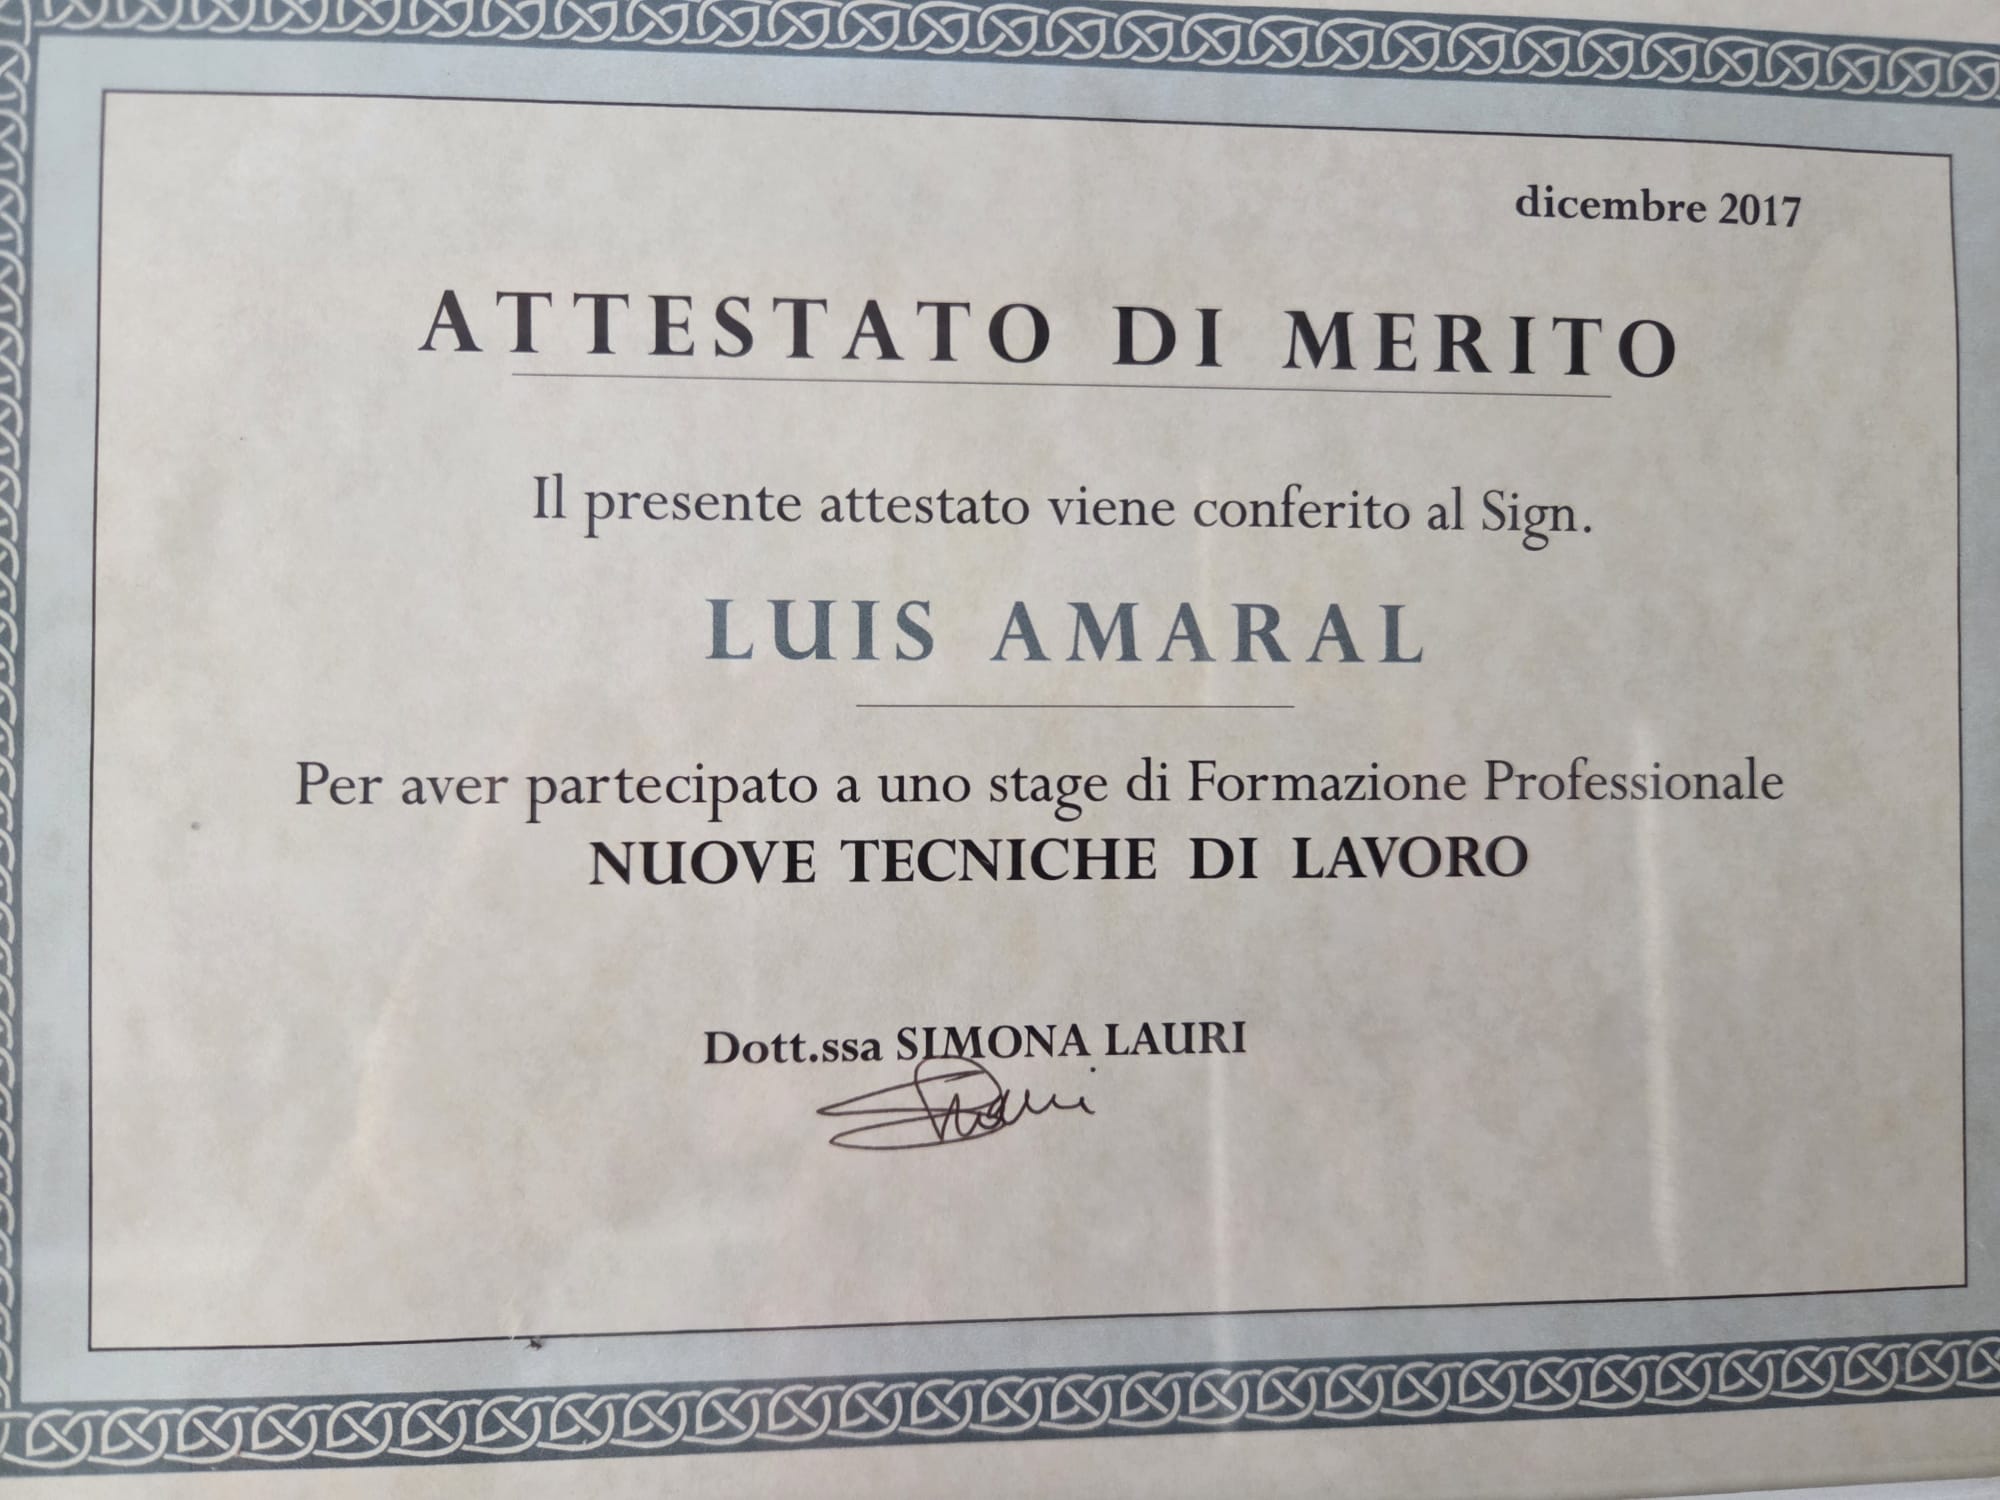 dicembre 2017
ATTESTATO DI MERITO
Il presente attestato viene conferito al Sign.
LUIS AMARAL
Per aver partecipato a uno stage di Formazione Professionale
NUOVE TECNICHE DI LAVORO
Dott.ssa SIMONA LAURI